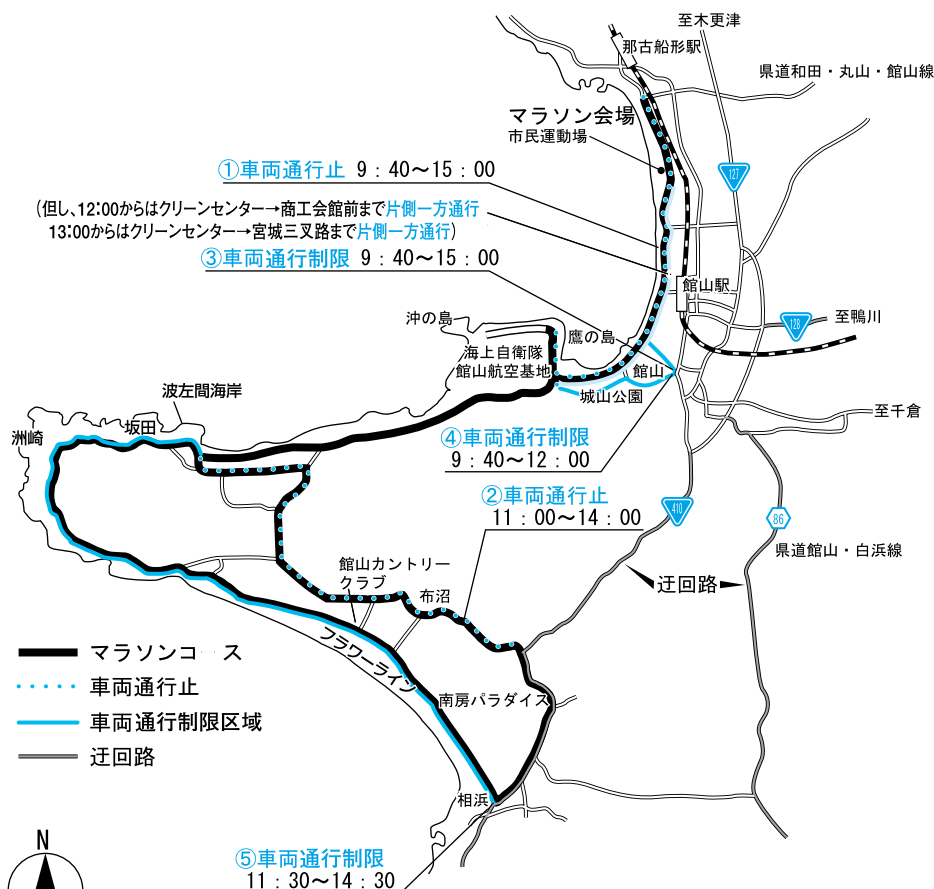 至木更津
那古船形駅
県道和田・丸山・館山線
マラソン会場
市民運動場
①車両通行止 9：40～15：00
127
(但し、12:00からはクリーンセンター→商工会館前まで片側一方通行
13:00からはクリーンセンター→宮城三叉路まで片側一方通行)
③車両通行制限 9：40～15：00
館山駅
沖の島
鷹の島
128
至鴨川
海上自衛隊
館山航空基地
館山
城山公園
波左間海岸
坂田
洲崎
至千倉
④車両通行制限
9：40～12：00
②車両通行止
11：00～14：00
410
86
県道館山・白浜線
館山カントリー
クラブ
布沼
迂回路
フラワーライン
マラソンコ ス
車両通行止
南房パラダイス
車両通行制限区域
迂回路
相浜
N
⑤車両通行制限
11：30～14：30